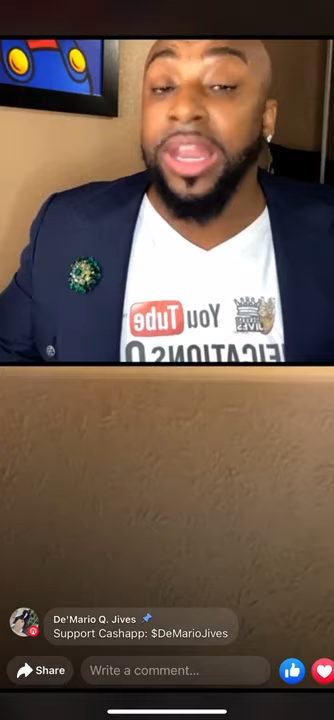 You Tube
De'Mario Q. Jives
Support Cashapp: $DeMarioJives
Share
Write a comment...